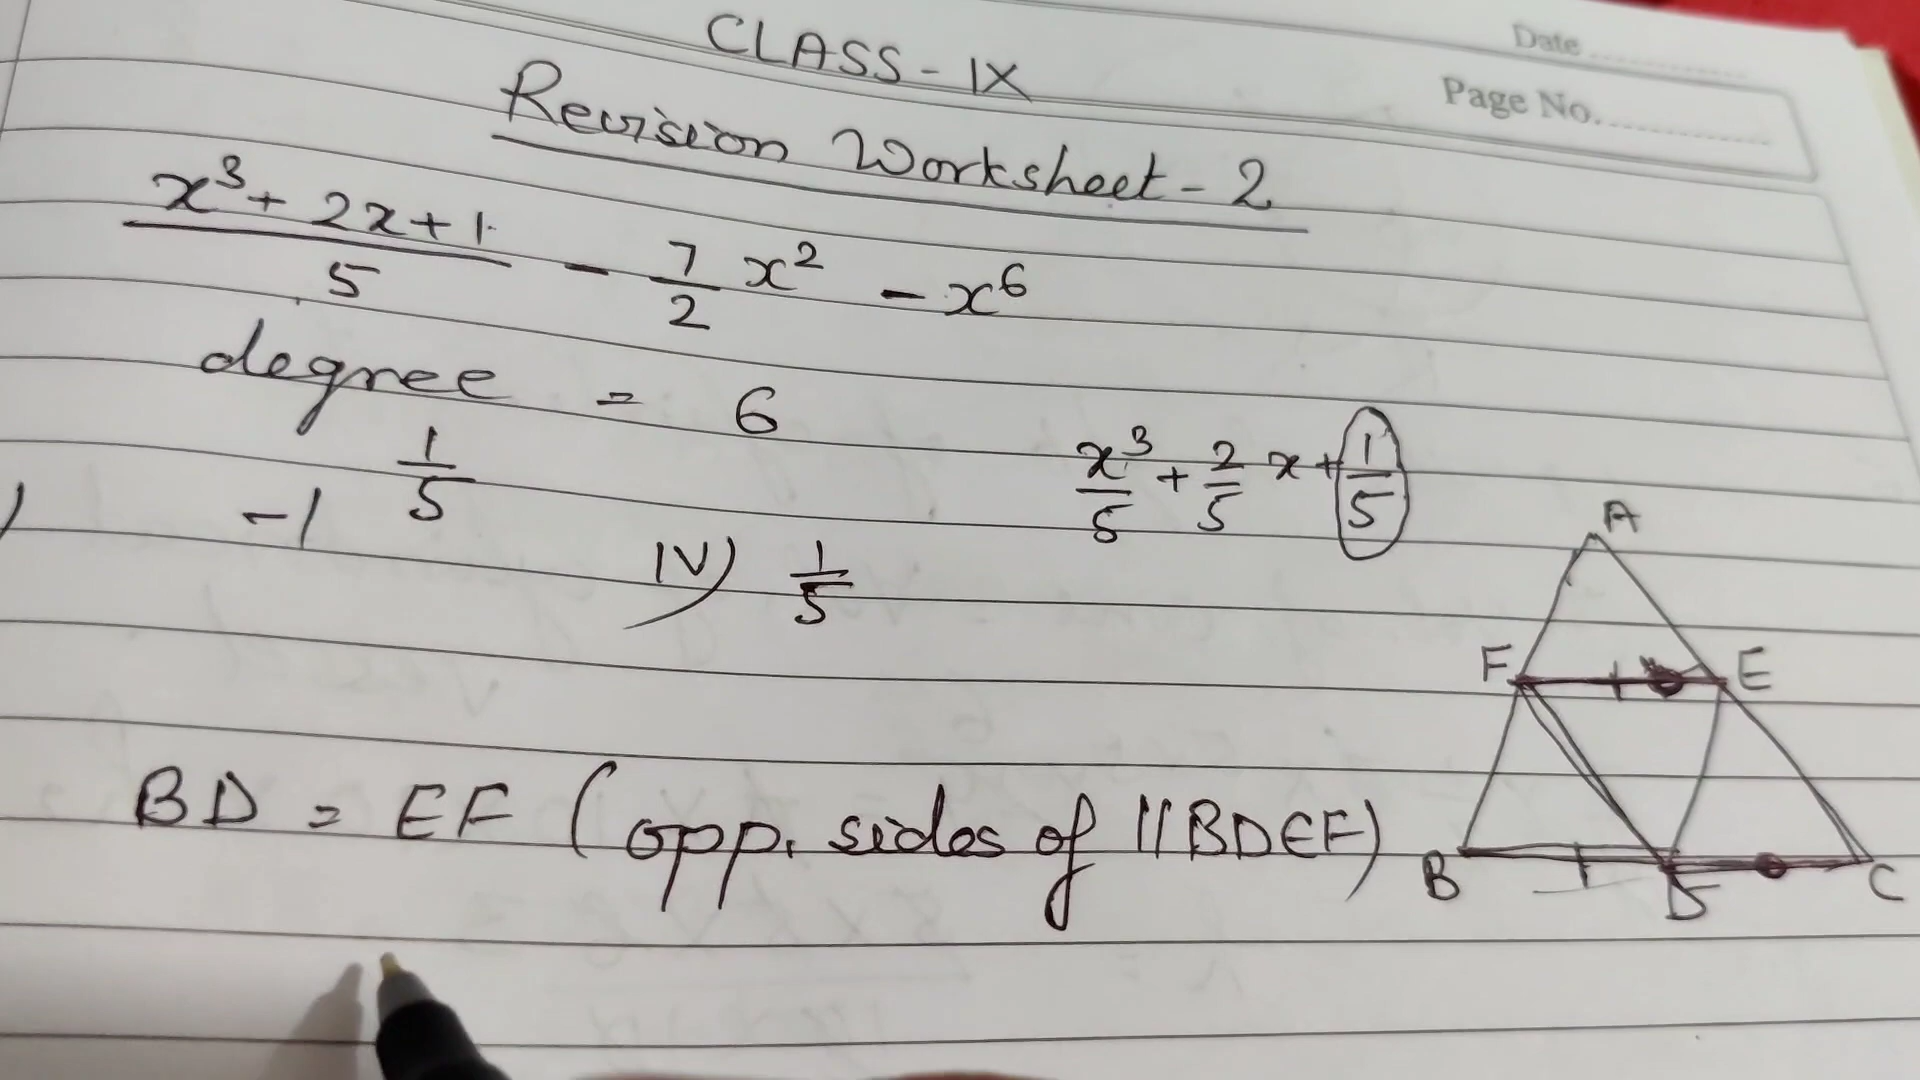 Date
CLASS-IX
Page No.
Revision Worksheet-2
(x³+2x+1)/5 - 7/2 x² - x⁶
degree = 6
x³/5 + 2/5 x + 1/5
) -1 1/5
IV) 1/5
A
F E
BD = EF (opp. sides of ||BDEF)
B D C